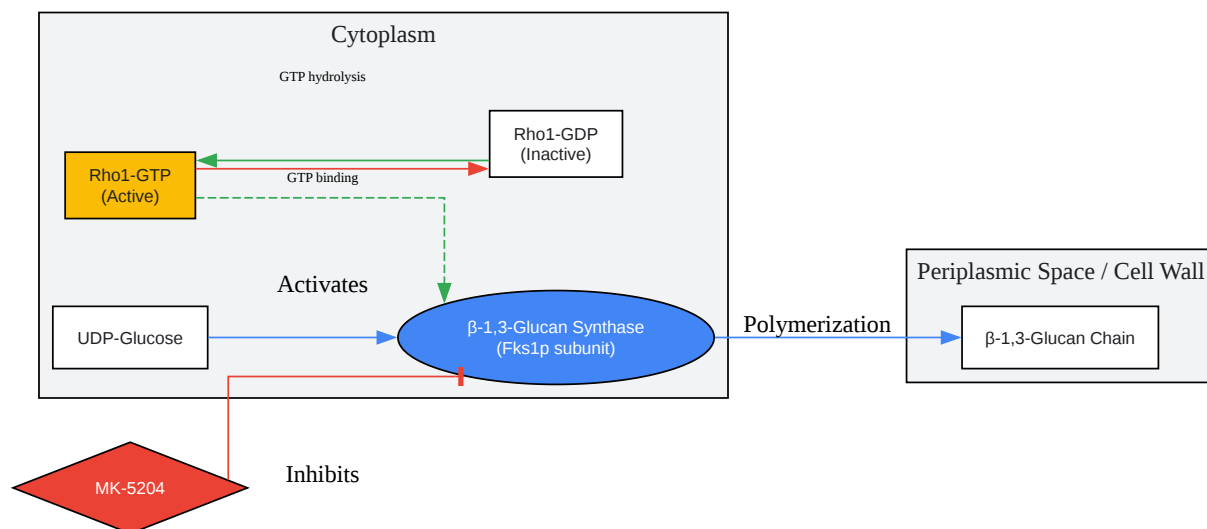 Cytoplasm
GTP hydrolysis
Rho1-GDP
(Inactive)
Rho1-GTP
(Active)
GTP binding
Activates
UDP-Glucose
β-1,3-Glucan Synthase
(Fks1p subunit)
Polymerization
Periplasmic Space / Cell Wall
β-1,3-Glucan Chain
MK-5204
Inhibits